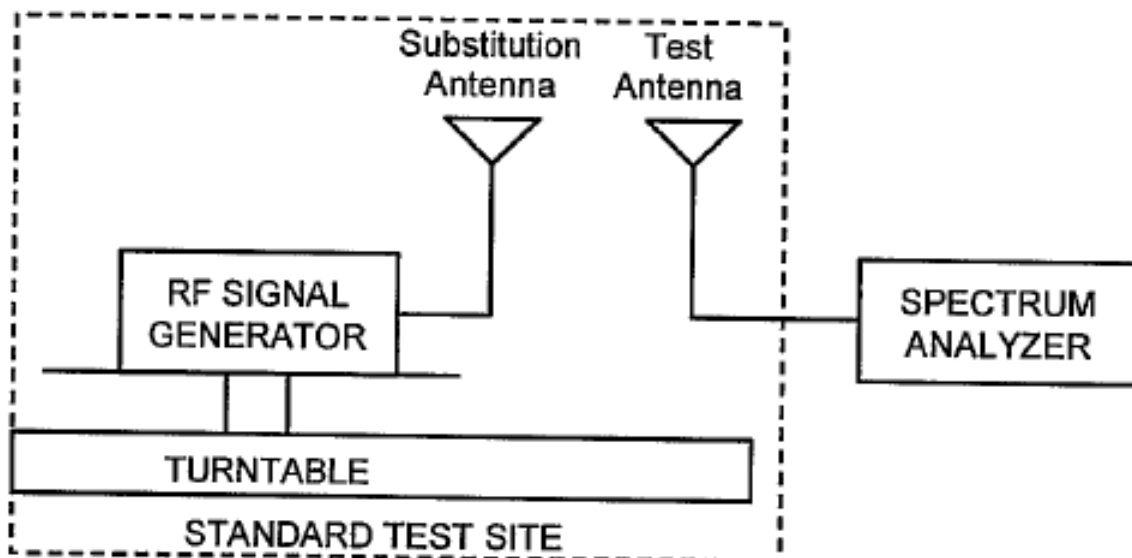 Substitution
Antenna
Test
Antenna
RF SIGNAL
GENERATOR
SPECTRUM
ANALYZER
TURNTABLE
STANDARD TEST SITE